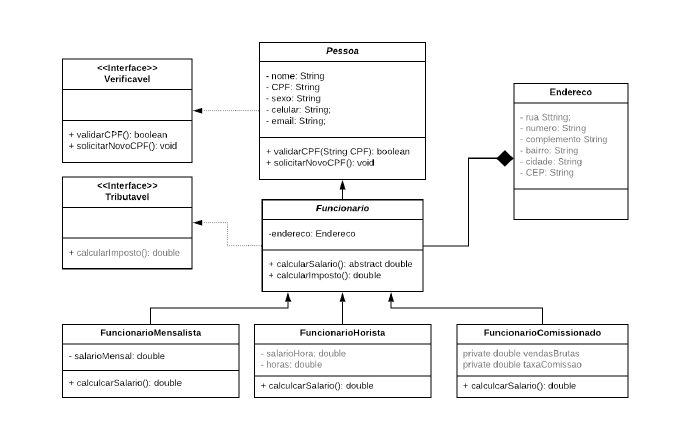 <<Interface>>
Verificavel
+ validarCPF(): boolean
+ solicitarNovoCPF(): void
Pessoa
- nome: String
- CPF: String
- sexo: String
- celular: String;
- email: String;
+ validarCPF(String CPF): boolean
+ solicitarNovoCPF(): void
Endereco
- rua Sttring;
- numero: String
- complemento String
- bairro: String
- cidade: String
- CEP: String
<<Interface>>
Tributavel
+ calcularImposto(): double
Funcionario
-endereco: Endereco
+ calcularSalario(): abstract double
+ calcularImposto(): double
FuncionarioMensalista
- salarioMensal: double
+ calculcarSalario(): double
FuncionarioHorista
- salarioHora: double
- horas: double
+ calculcarSalario(): double
FuncionarioComissionado
private double vendasBrutas
private double taxaComissao
+ calculcarSalario(): double